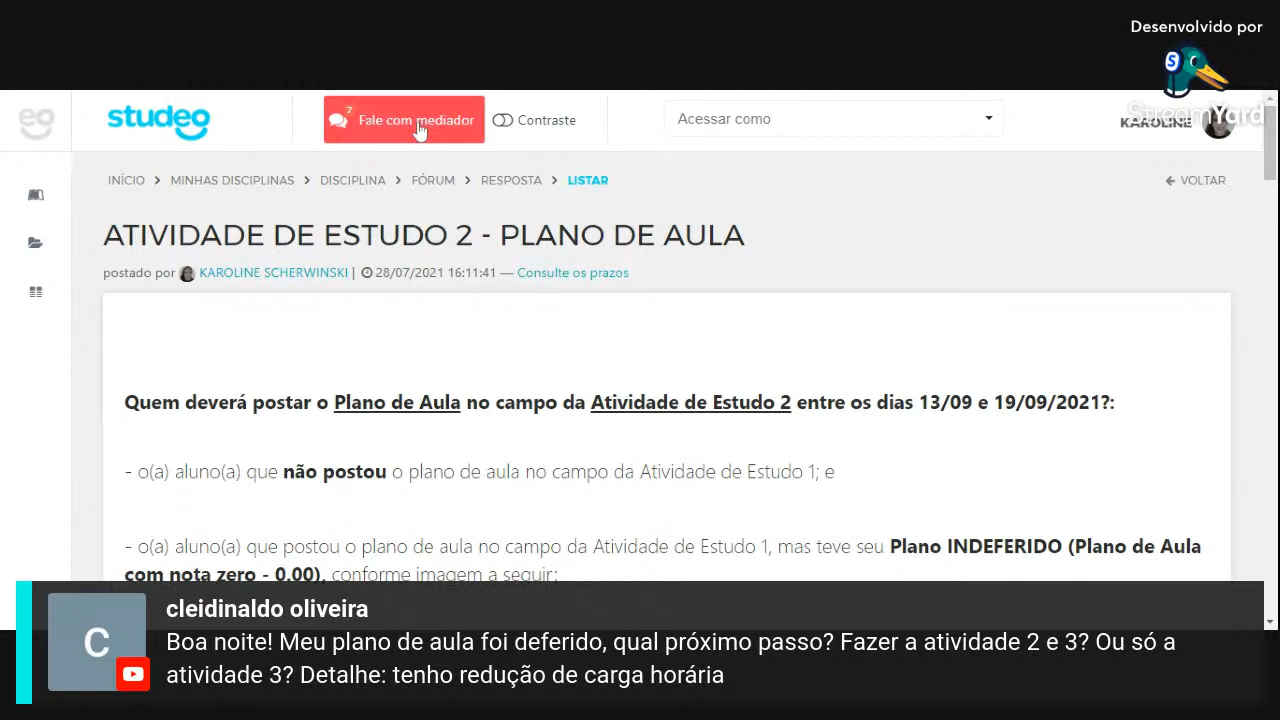 Desenvolvido por
S
StreamYard
eo
studeo
7
Fale com mediador
Contraste
Acessar como
KAROLINE
INÍCIO > MINHAS DISCIPLINAS > DISCIPLINA > FÓRUM > RESPOSTA > LISTAR
VOLTAR
ATIVIDADE DE ESTUDO 2 - PLANO DE AULA
postado por KAROLINE SCHERWINSKI | 28/07/2021 16:11:41 — Consulte os prazos
Quem deverá postar o Plano de Aula no campo da Atividade de Estudo 2 entre os dias 13/09 e 19/09/2021?:
- o(a) aluno(a) que não postou o plano de aula no campo da Atividade de Estudo 1; e
- o(a) aluno(a) que postou o plano de aula no campo da Atividade de Estudo 1, mas teve seu Plano INDEFERIDO (Plano de Aula
com nota zero - 0,00), conforme imagem a seguir:
C
cleidinaldo oliveira
Boa noite! Meu plano de aula foi deferido, qual próximo passo? Fazer a atividade 2 e 3? Ou só a
atividade 3? Detalhe: tenho redução de carga horária